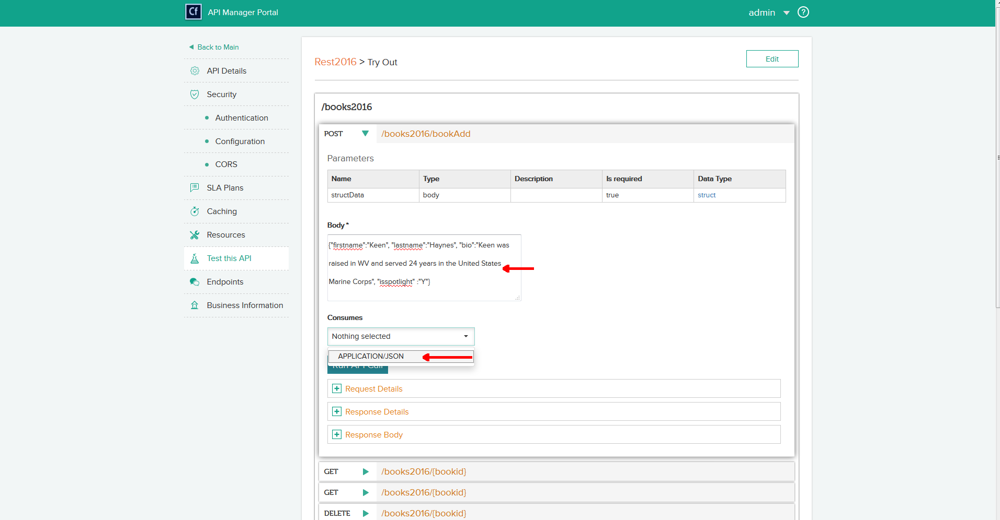 Cf API Manager Portal
admin ?
Back to Main
API Details
Security
Authentication
Configuration
CORS
SLA Plans
Caching
Resources
Test this API
Endpoints
Business Information
Rest2016 > Try Out
Edit
/books2016
POST /books2016/bookAdd
Parameters
Name Type Description Is required Data Type
structData body true struct
Body *
{"firstname":"Keen", "lastname":"Haynes", "bio":"Keen was
raised in WV and served 24 years in the United States
Marine Corps", "isspotlight" :"Y"}
Consumes
Nothing selected
APPLICATION/JSON
Run API Call
Request Details
Response Details
Response Body
GET /books2016/{bookid}
GET /books2016/{bookid}
DELETE /books2016/{bookid}